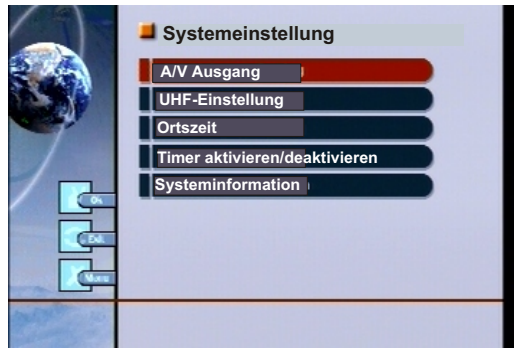 Systemeinstellung
A/V Ausgang
UHF-Einstellung
Ortszeit
Timer aktivieren/deaktivieren
Systeminformation
Ok
Exit
Menu